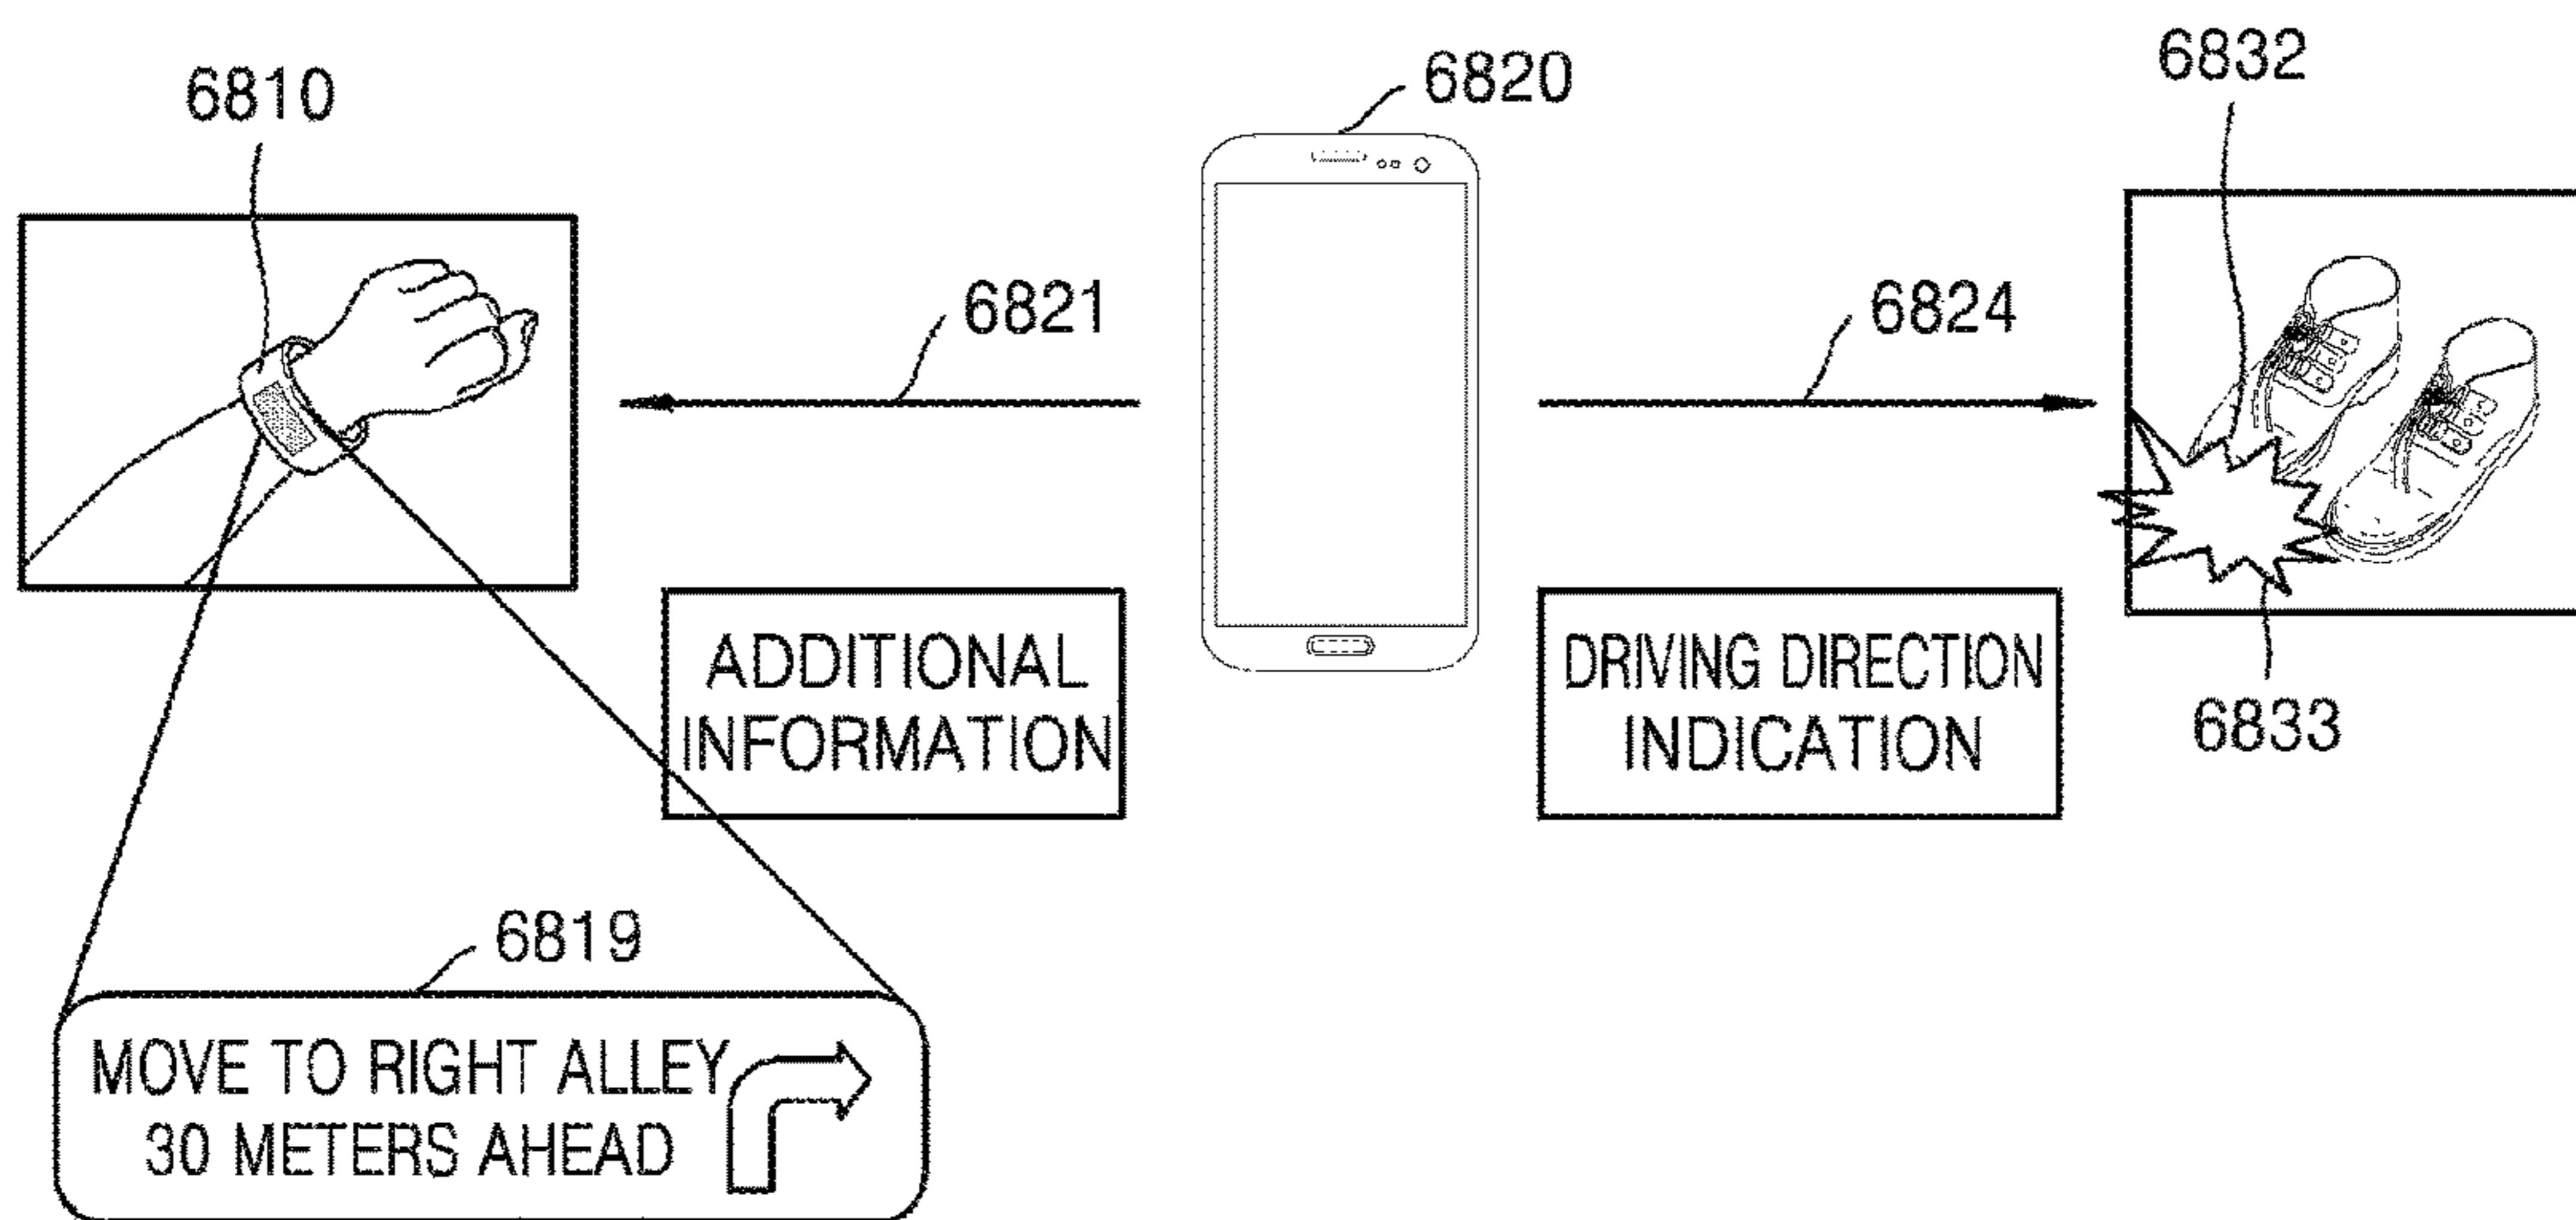 6832
6820
6810
6821
6824
ADDITIONAL
INFORMATION
DRIVING DIRECTION
INDICATION
6833
6819
MOVE TO RIGHT ALLEY
30 METERS AHEAD